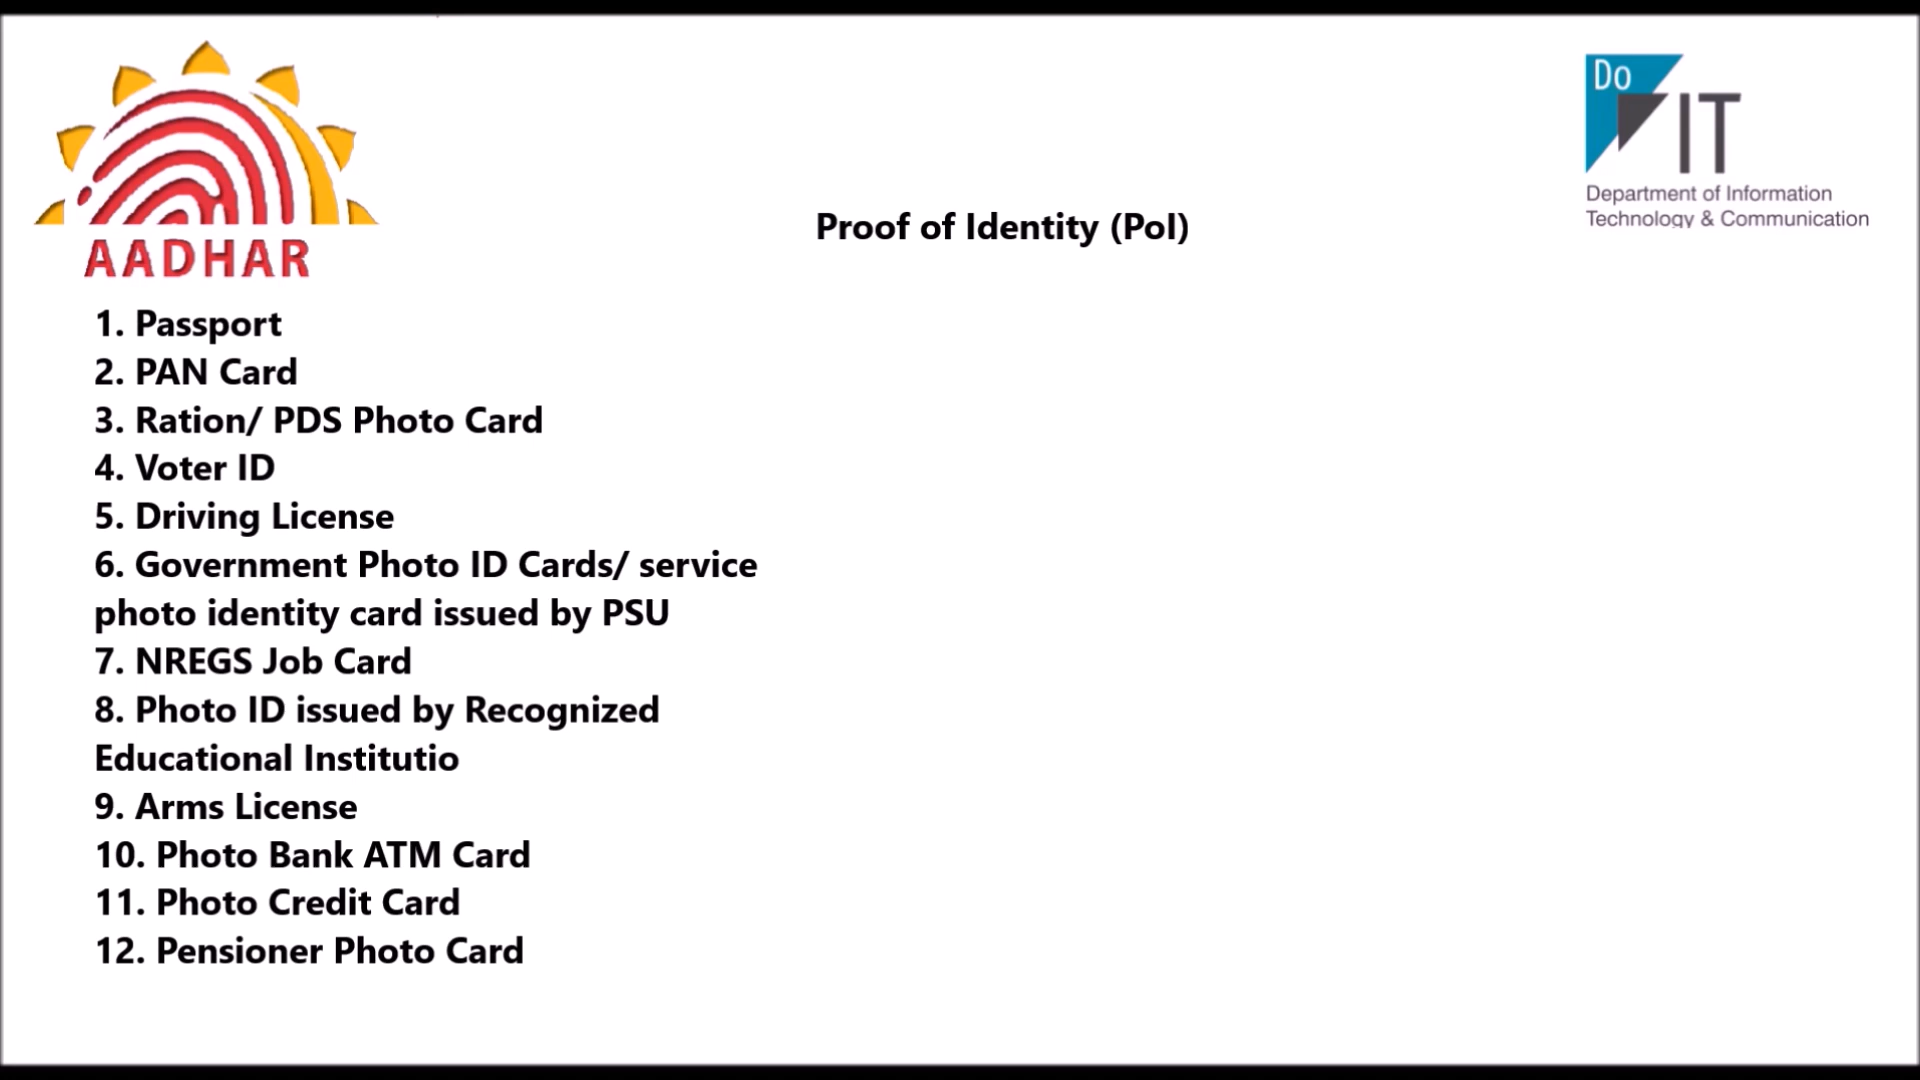 AADHAR
Do IT
Department of Information
Technology & Communication
Proof of Identity (PoI)
1. Passport
2. PAN Card
3. Ration/ PDS Photo Card
4. Voter ID
5. Driving License
6. Government Photo ID Cards/ service
photo identity card issued by PSU
7. NREGS Job Card
8. Photo ID issued by Recognized
Educational Institutio
9. Arms License
10. Photo Bank ATM Card
11. Photo Credit Card
12. Pensioner Photo Card